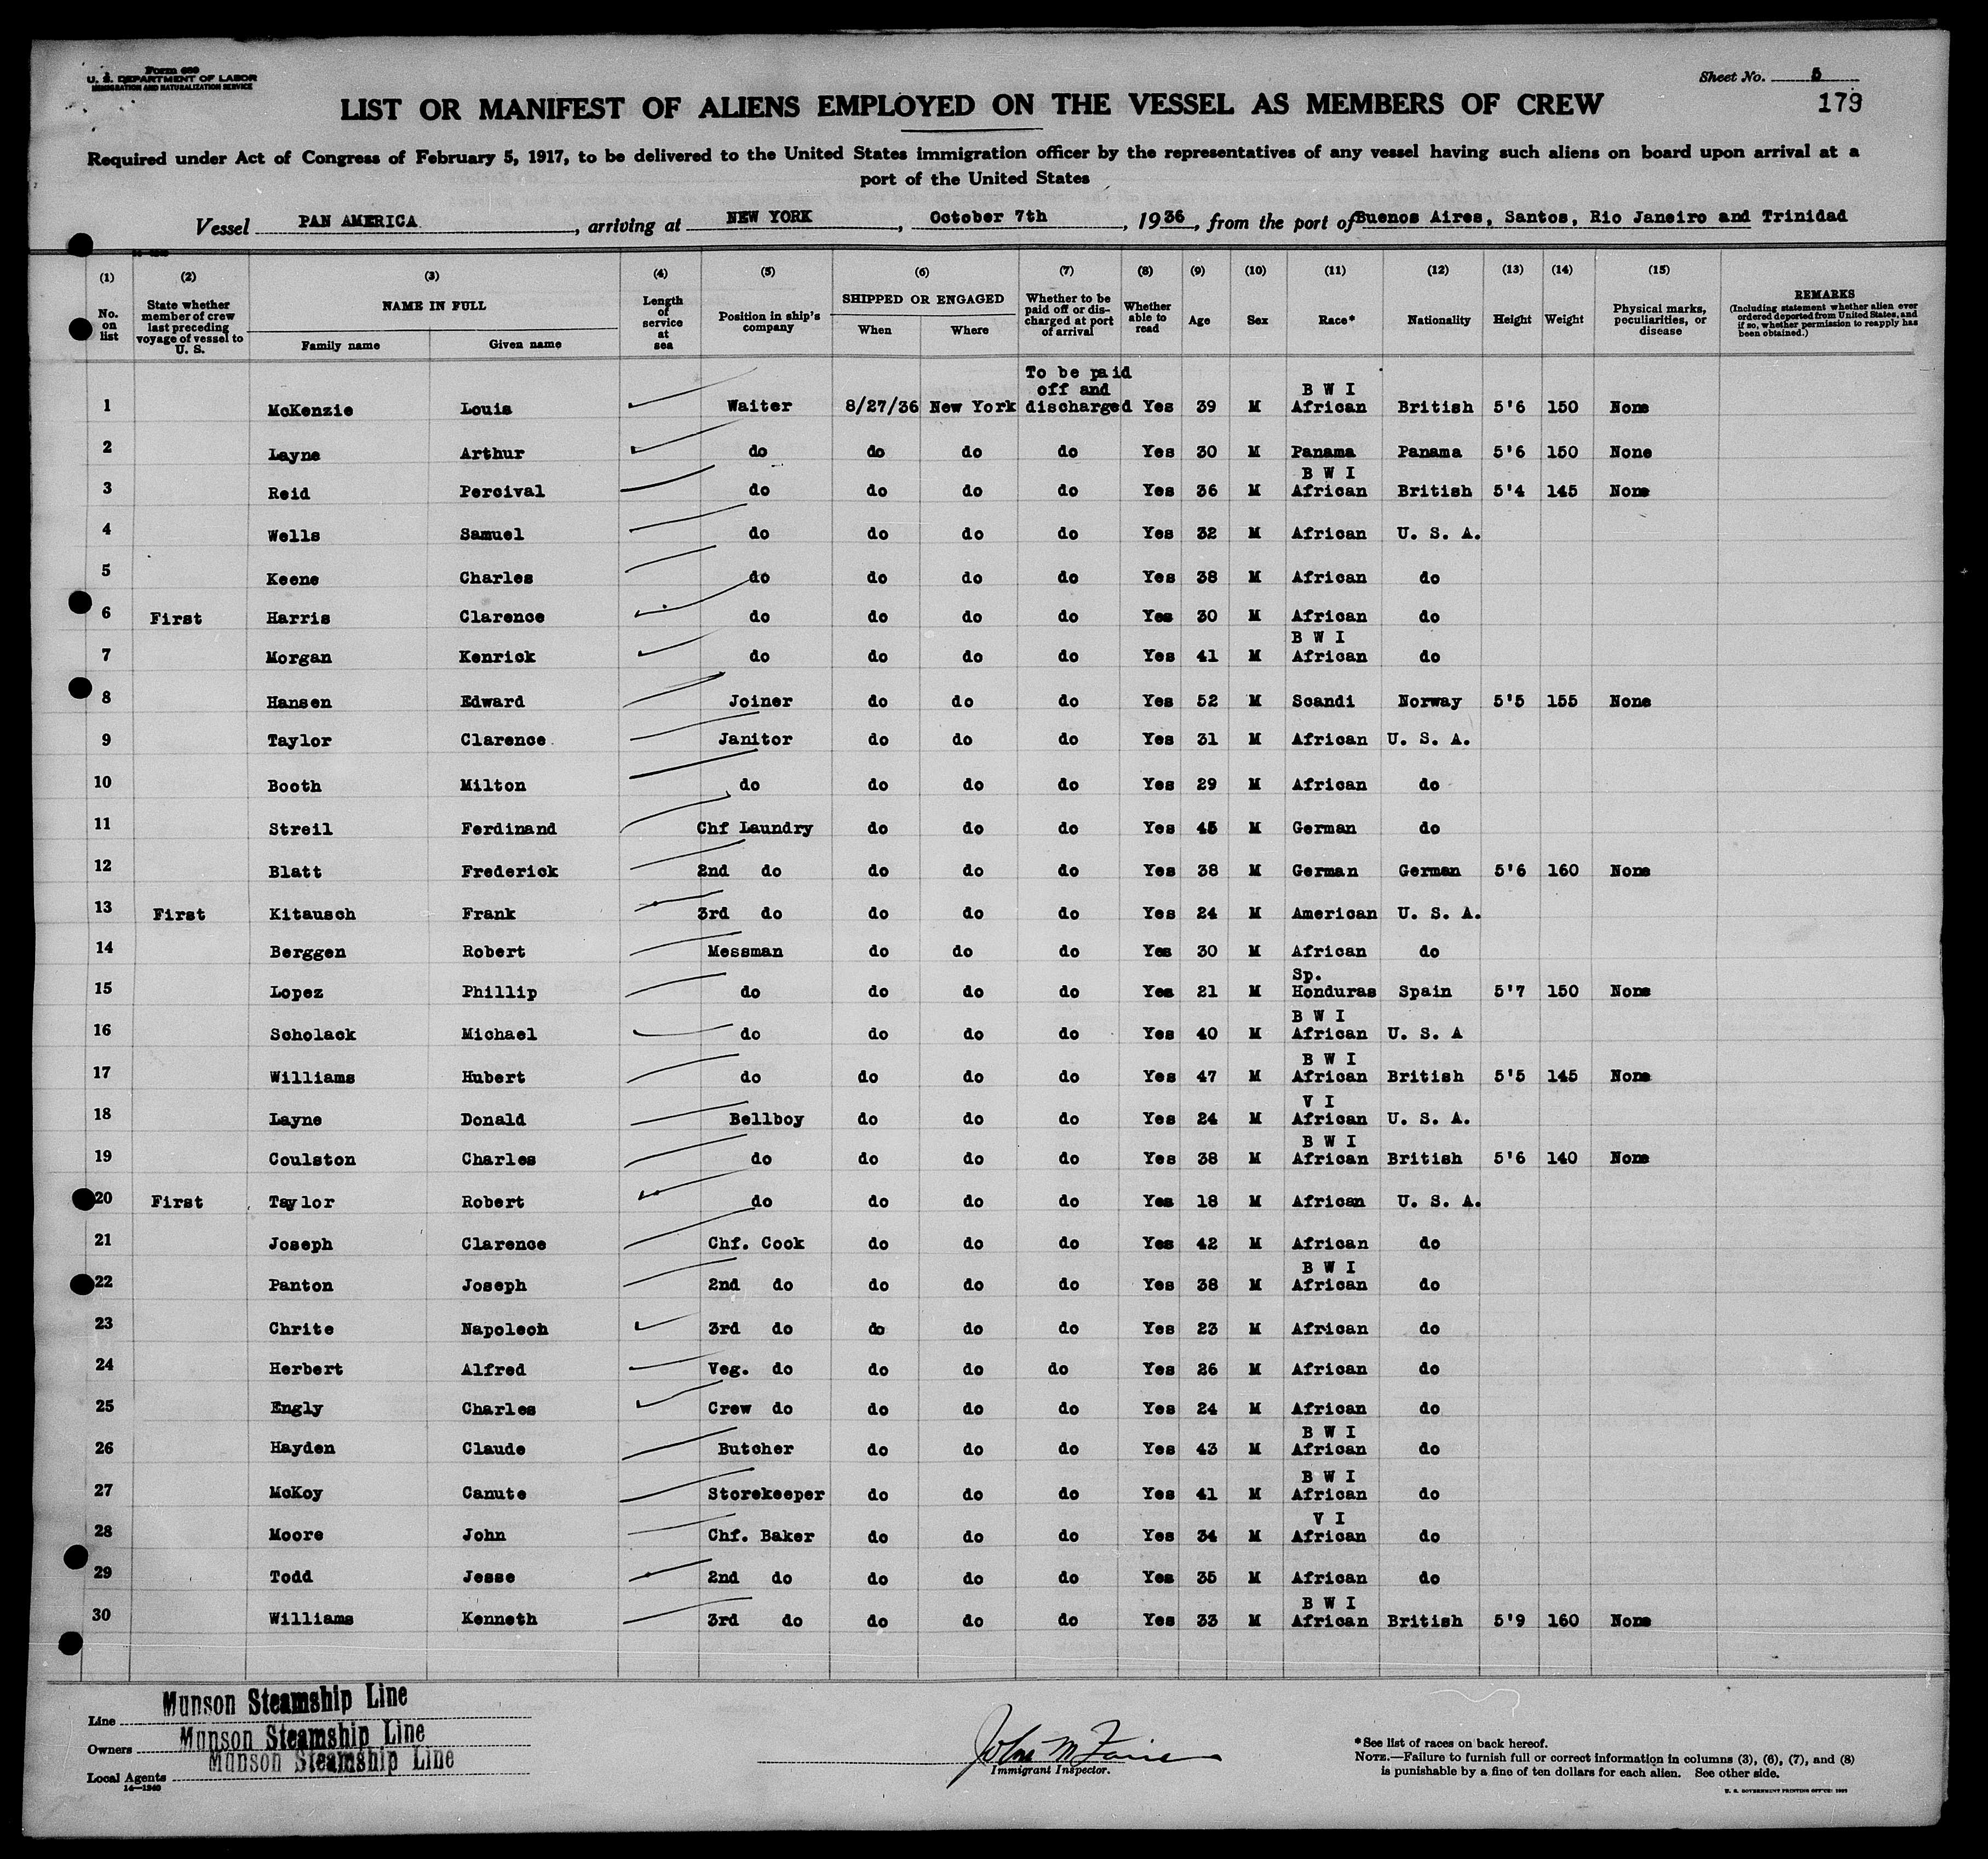 Form 680
U. S. DEPARTMENT OF LABOR
IMMIGRATION AND NATURALIZATION SERVICE
Sheet No. 5
179
LIST OR MANIFEST OF ALIENS EMPLOYED ON THE VESSEL AS MEMBERS OF CREW
Required under Act of Congress of February 5, 1917, to be delivered to the United States immigration officer by the representatives of any vessel having such aliens on board upon arrival at a
port of the United States
Vessel PAN AMERICA, arriving at NEW YORK, October 7th, 1936, from the port of Buenos Aires, Santos, Rio Janeiro and Trinidad
(1) (2) (3) (4) (5) (6) (7) (8) (9) (10) (11) (12) (13) (14) (15)
No. on list
State whether member of crew last preceding voyage of vessel to U. S.
NAME IN FULL
Family name Given name
Length of service at sea
Position in ship's company
SHIPPED OR ENGAGED
When Where
Whether to be paid off or discharged at port of arrival
Whether able to read
Age
Sex
Race*
Nationality
Height
Weight
Physical marks, peculiarities, or disease
REMARKS
(Including statement whether alien ever ordered deported from United States, and if so, whether permission to reapply has been obtained.)
To be paid
off and B W I
1 McKenzie Louis Waiter 8/27/36 New York discharged Yes 39 M African British 5'6 150 None
2 Layne Arthur do do do do Yes 30 M Panama Panama 5'6 150 None
B W I
3 Reid Percival do do do do Yes 36 M African British 5'4 145 None
4 Wells Samuel do do do do Yes 32 M African U. S. A.
5 Keene Charles do do do do Yes 38 M African do
6 First Harris Clarence do do do do Yes 30 M African do
B W I
7 Morgan Kenrick do do do do Yes 41 M African do
8 Hansen Edward Joiner do do do Yes 52 M Scandi Norway 5'5 155 None
9 Taylor Clarence Janitor do do do Yes 31 M African U. S. A.
10 Booth Milton do do do do Yes 29 M African do
11 Streil Ferdinand Chf Laundry do do do Yes 45 M German do
12 Blatt Frederick 2nd do do do do Yes 38 M German German 5'6 160 None
13 First Kitausch Frank 3rd do do do do Yes 24 M American U. S. A.
14 Berggen Robert Messman do do do Yes 30 M African do
Sp.
15 Lopez Phillip do do do do Yes 21 M Honduras Spain 5'7 150 None
B W I
16 Scholack Michael do do do do Yes 40 M African U. S. A
B W I
17 Williams Hubert do do do do Yes 47 M African British 5'5 145 None
V I
18 Layne Donald Bellboy do do do Yes 24 M African U. S. A.
B W I
19 Coulston Charles do do do do Yes 38 M African British 5'6 140 None
20 First Taylor Robert do do do do Yes 18 M African U. S. A.
21 Joseph Clarence Chf. Cook do do do Yes 42 M African do
B W I
22 Panton Joseph 2nd do do do do Yes 38 M African do
23 Chrite Napoleon 3rd do do do do Yes 23 M African do
24 Herbert Alfred Veg. do do do do Yes 26 M African do
25 Engly Charles Crew do do do do Yes 24 M African do
B W I
26 Hayden Claude Butcher do do do Yes 43 M African do
B W I
27 McKoy Canute Storekeeper do do do Yes 41 M African do
V I
28 Moore John Chf. Baker do do do Yes 34 M African do
29 Todd Jesse 2nd do do do do Yes 35 M African do
B W I
30 Williams Kenneth 3rd do do do do Yes 33 M African British 5'9 160 None
Line Munson Steamship Line
Owners Munson Steamship Line
Local Agents Munson Steamship Line
14—1240
John M
Immigrant Inspector.
*See list of races on back hereof.
NOTE.—Failure to furnish full or correct information in columns (3), (6), (7), and (8)
is punishable by a fine of ten dollars for each alien. See other side.
U. S. GOVERNMENT PRINTING OFFICE